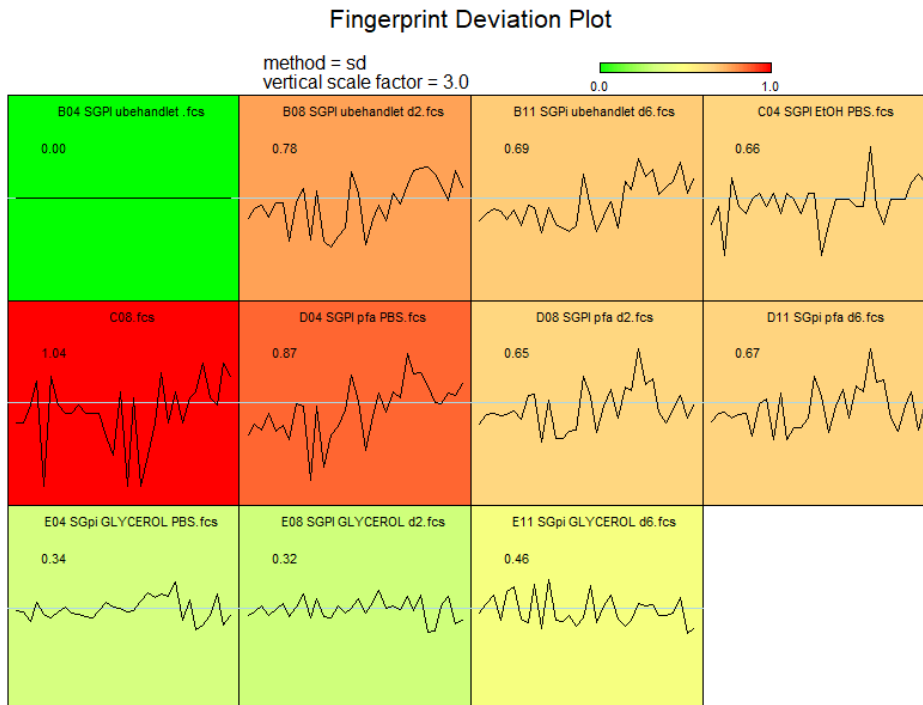 Fingerprint Deviation Plot
method = sd
vertical scale factor = 3.0
0.0 1.0
B04 SGPI ubehandlet .fcs
0.00
B08 SGPI ubehandlet d2.fcs
0.78
B11 SGPi ubehandlet d6.fcs
0.69
C04 SGPI EtOH PBS.fcs
0.66
C08.fcs
1.04
D04 SGPI pfa PBS.fcs
0.87
D08 SGPI pfa d2.fcs
0.65
D11 SGpi pfa d6.fcs
0.67
E04 SGpi GLYCEROL PBS.fcs
0.34
E08 SGPI GLYCEROL d2.fcs
0.32
E11 SGpi GLYCEROL d6.fcs
0.46